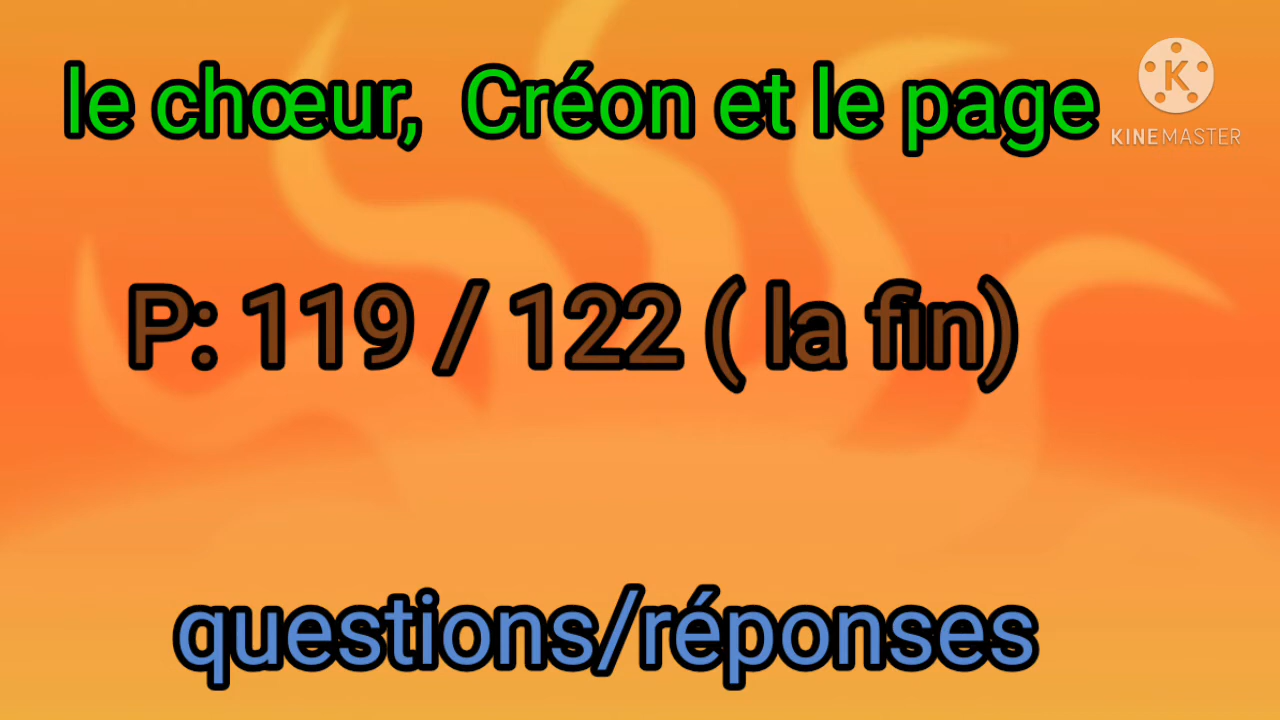 le chœur, Créon et le page
K
KINEMASTER
P: 119 / 122 ( la fin)
questions/réponses